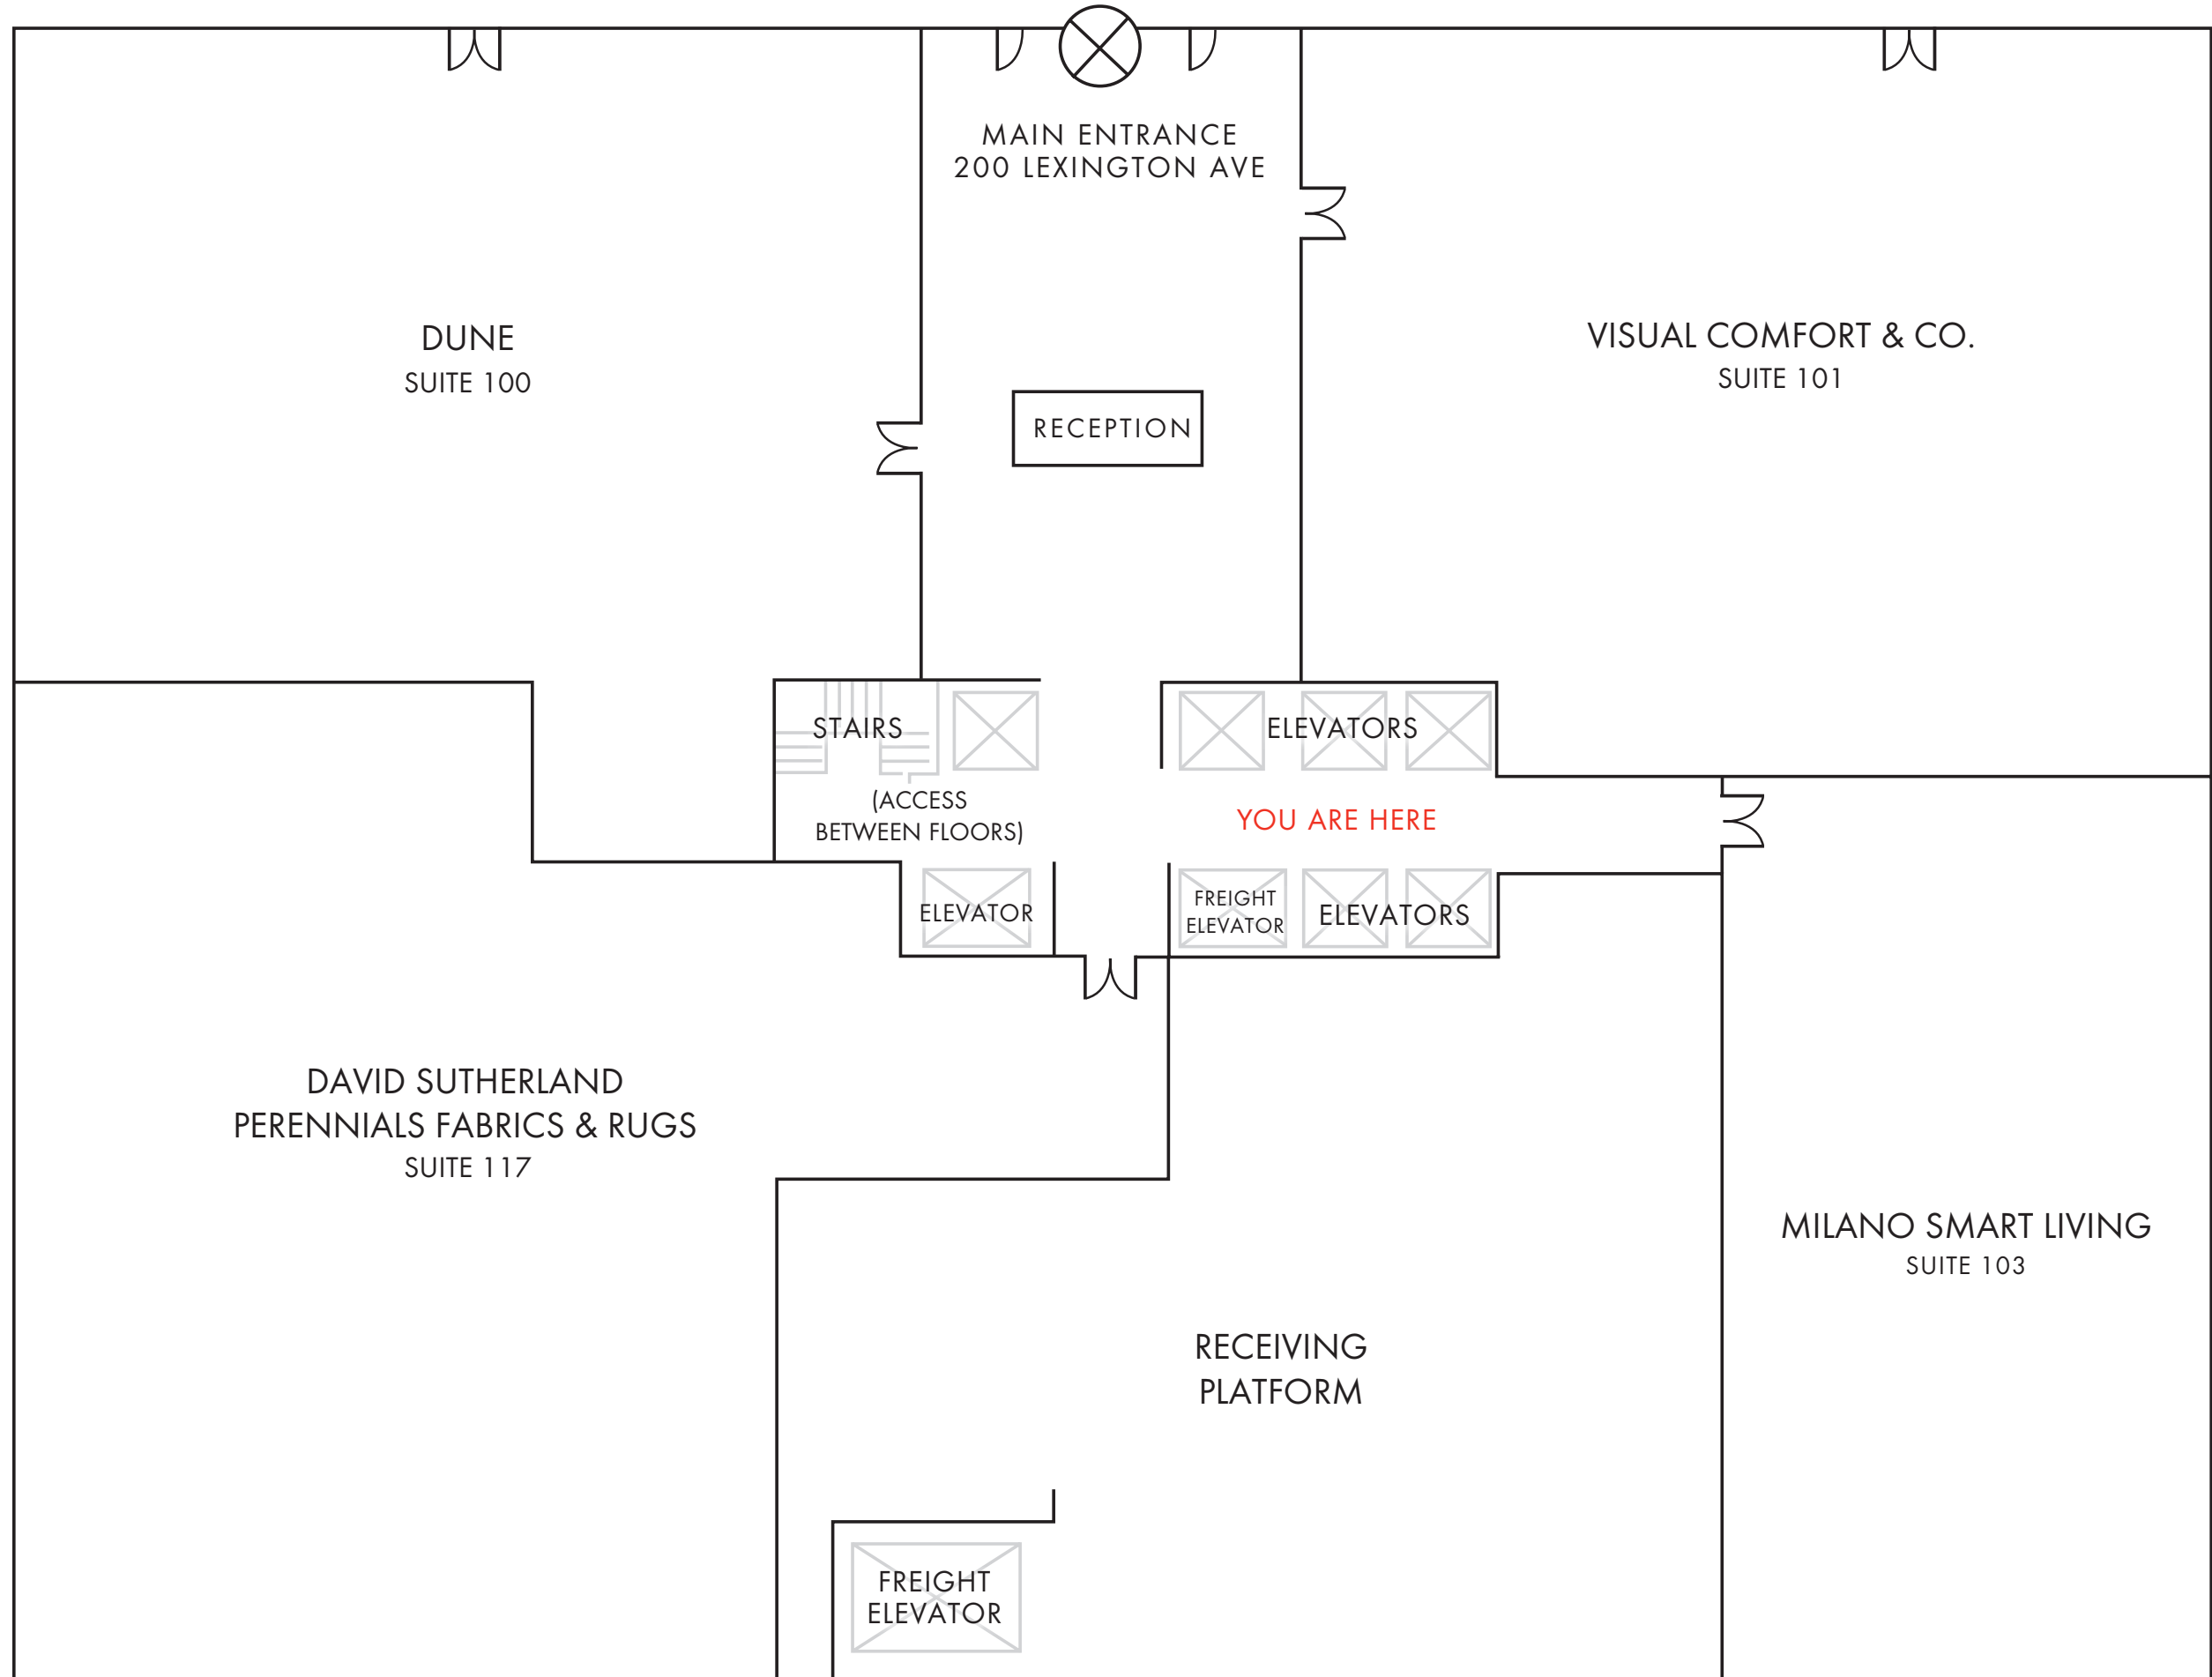 MAIN ENTRANCE
200 LEXINGTON AVE
DUNE
SUITE 100
VISUAL COMFORT & CO.
SUITE 101
RECEPTION
STAIRS
ELEVATORS
(ACCESS
BETWEEN FLOORS)
YOU ARE HERE
ELEVATOR
FREIGHT
ELEVATOR
ELEVATORS
DAVID SUTHERLAND
PERENNIALS FABRICS & RUGS
SUITE 117
MILANO SMART LIVING
SUITE 103
RECEIVING
PLATFORM
FREIGHT
ELEVATOR